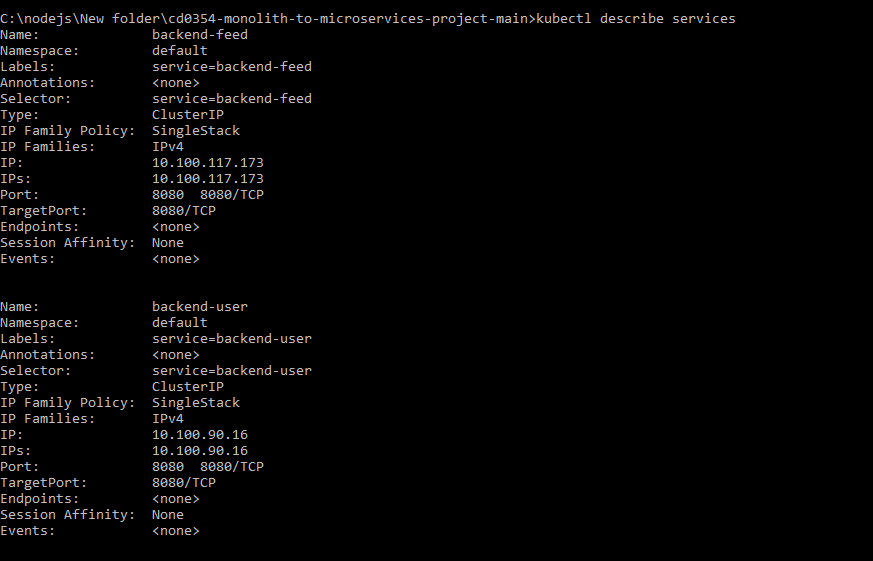 C:\nodejs\New folder\cd0354-monolith-to-microservices-project-main>kubectl describe services
Name:              backend-feed
Namespace:         default
Labels:            service=backend-feed
Annotations:       <none>
Selector:          service=backend-feed
Type:              ClusterIP
IP Family Policy:  SingleStack
IP Families:       IPv4
IP:                10.100.117.173
IPs:               10.100.117.173
Port:              8080  8080/TCP
TargetPort:        8080/TCP
Endpoints:         <none>
Session Affinity:  None
Events:            <none>
Name:              backend-user
Namespace:         default
Labels:            service=backend-user
Annotations:       <none>
Selector:          service=backend-user
Type:              ClusterIP
IP Family Policy:  SingleStack
IP Families:       IPv4
IP:                10.100.90.16
IPs:               10.100.90.16
Port:              8080  8080/TCP
TargetPort:        8080/TCP
Endpoints:         <none>
Session Affinity:  None
Events:            <none>